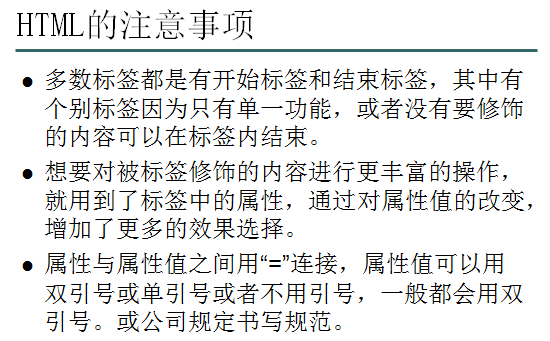 HTML的注意事项
● 多数标签都是有开始标签和结束标签，其中有
个别标签因为只有单一功能，或者没有要修饰
的内容可以在标签内结束。
● 想要对被标签修饰的内容进行更丰富的操作，
就用到了标签中的属性，通过对属性值的改变，
增加了更多的效果选择。
● 属性与属性值之间用“=”连接，属性值可以用
双引号或单引号或者不用引号，一般都会用双
引号。或公司规定书写规范。